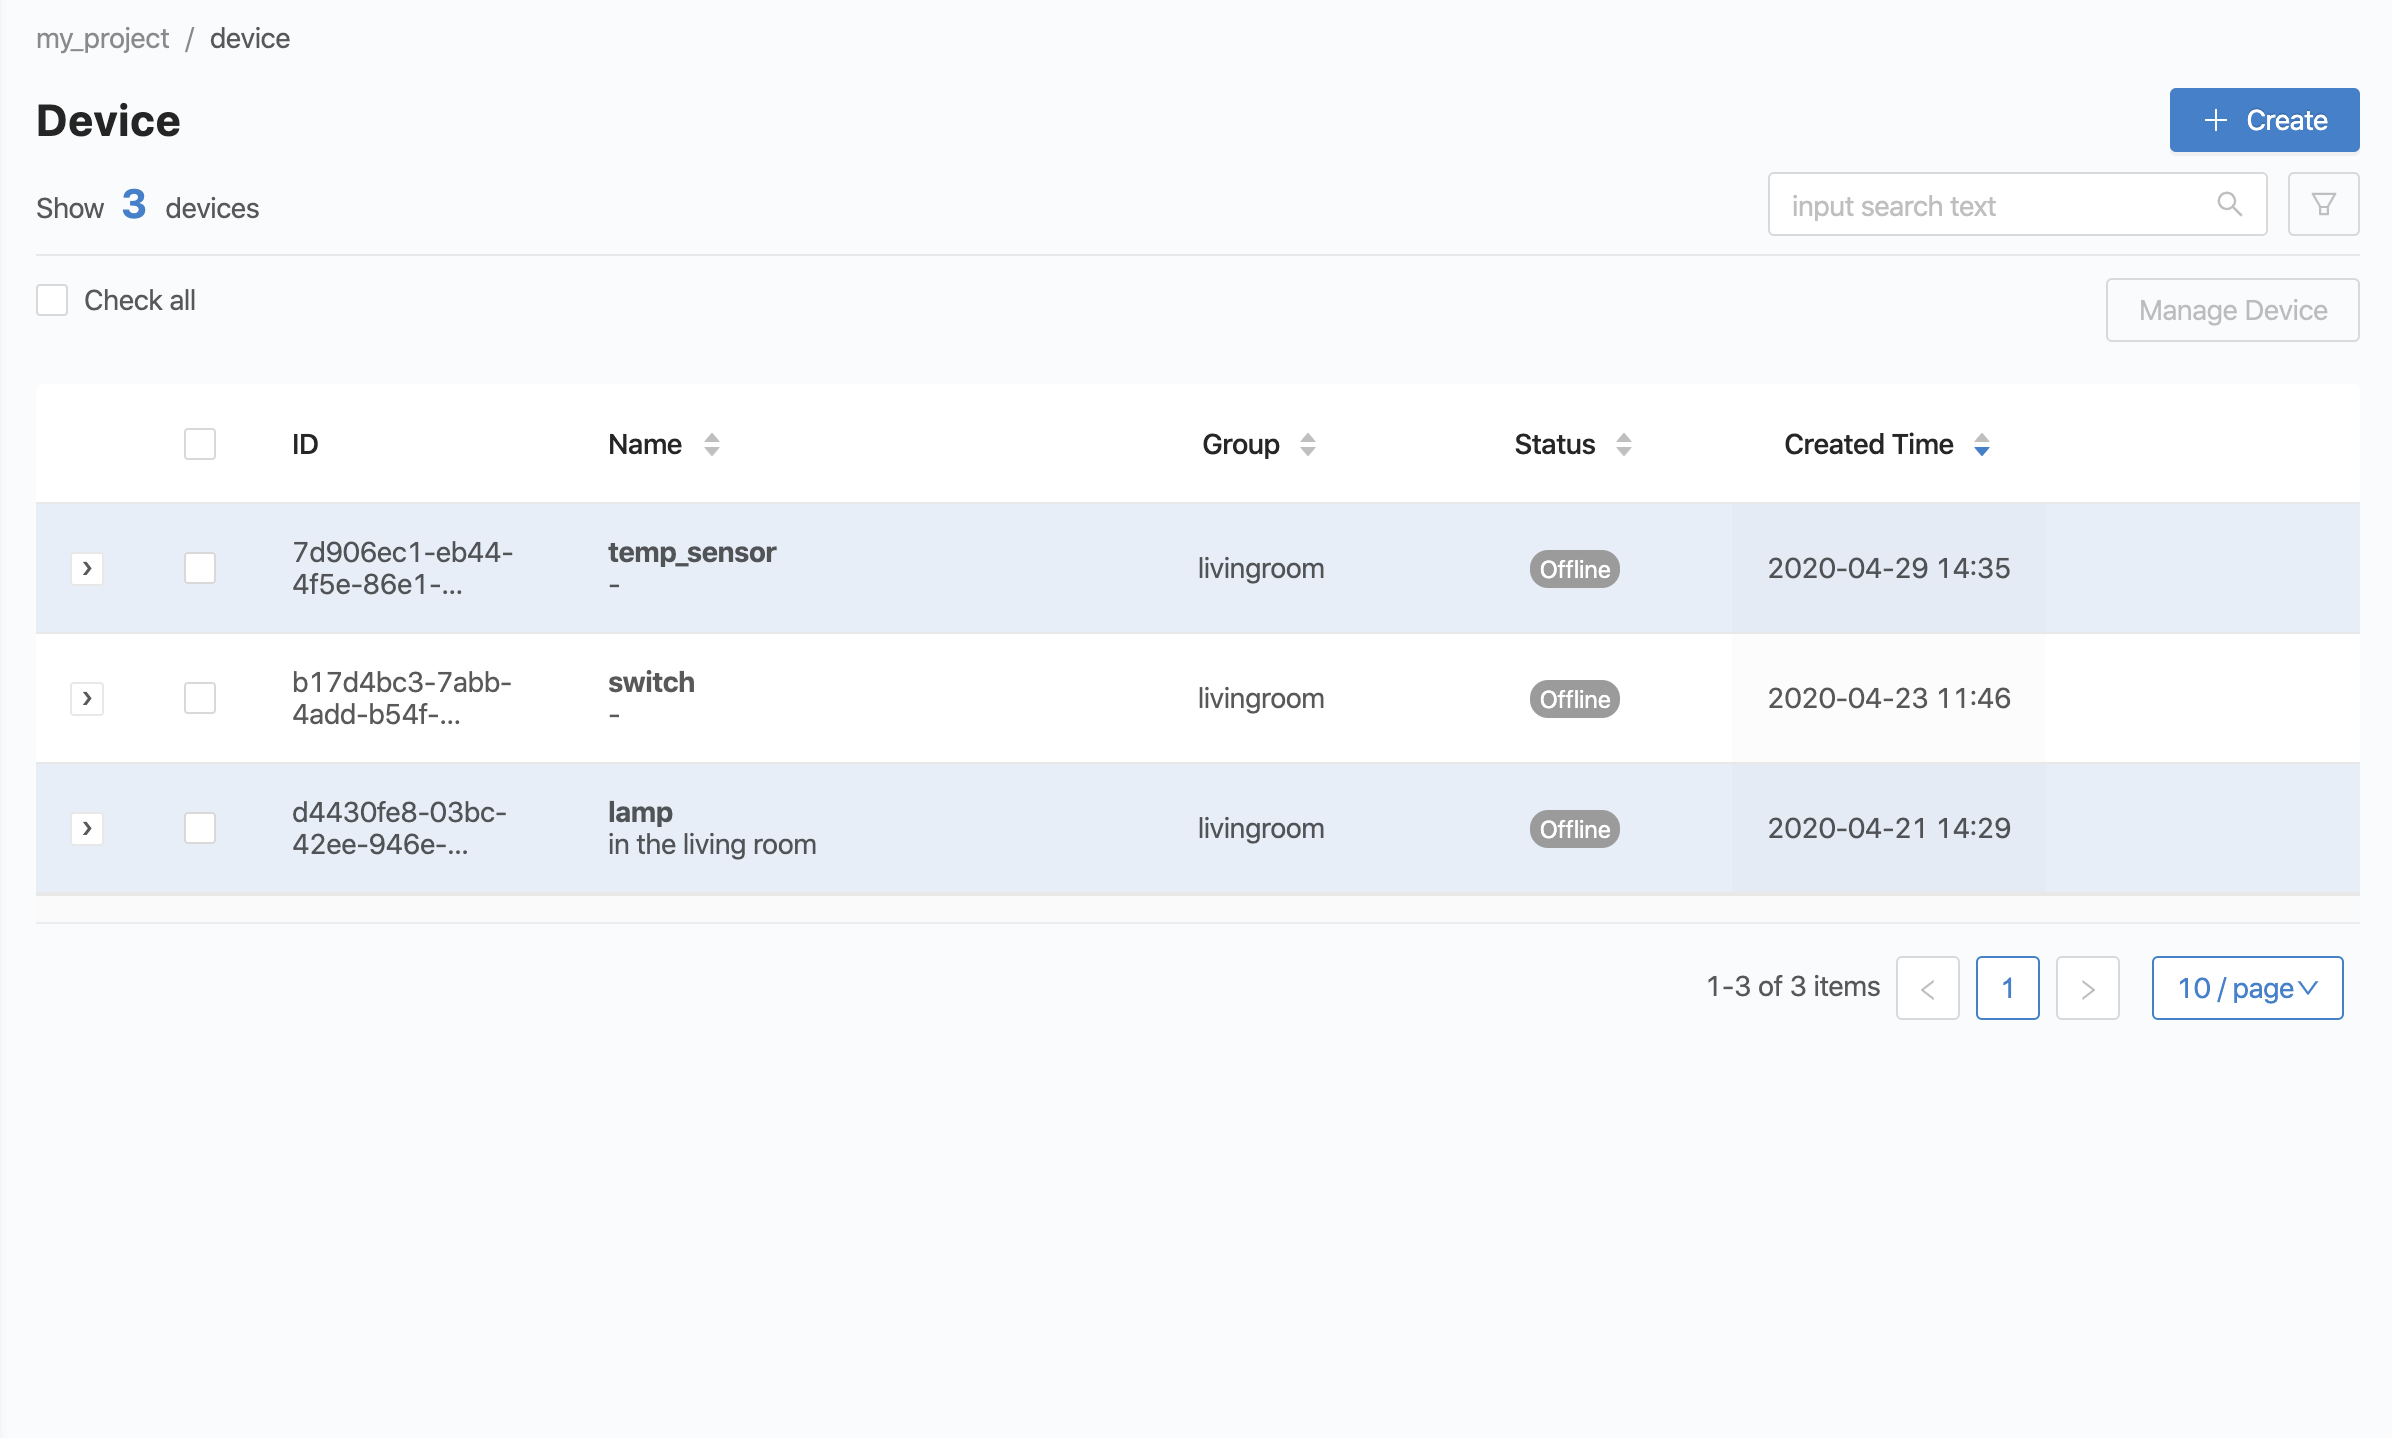 my_project / device
Device
Create
Show 3 devices
input search text
Check all
Manage Device
ID Name Group Status Created Time
7d906ec1-eb44-
4f5e-86e1-...
temp_sensor
-
livingroom
Offline
2020-04-29 14:35
b17d4bc3-7abb-
4add-b54f-...
switch
-
livingroom
Offline
2020-04-23 11:46
d4430fe8-03bc-
42ee-946e-...
lamp
in the living room
livingroom
Offline
2020-04-21 14:29
1-3 of 3 items < 1 > 10 / page